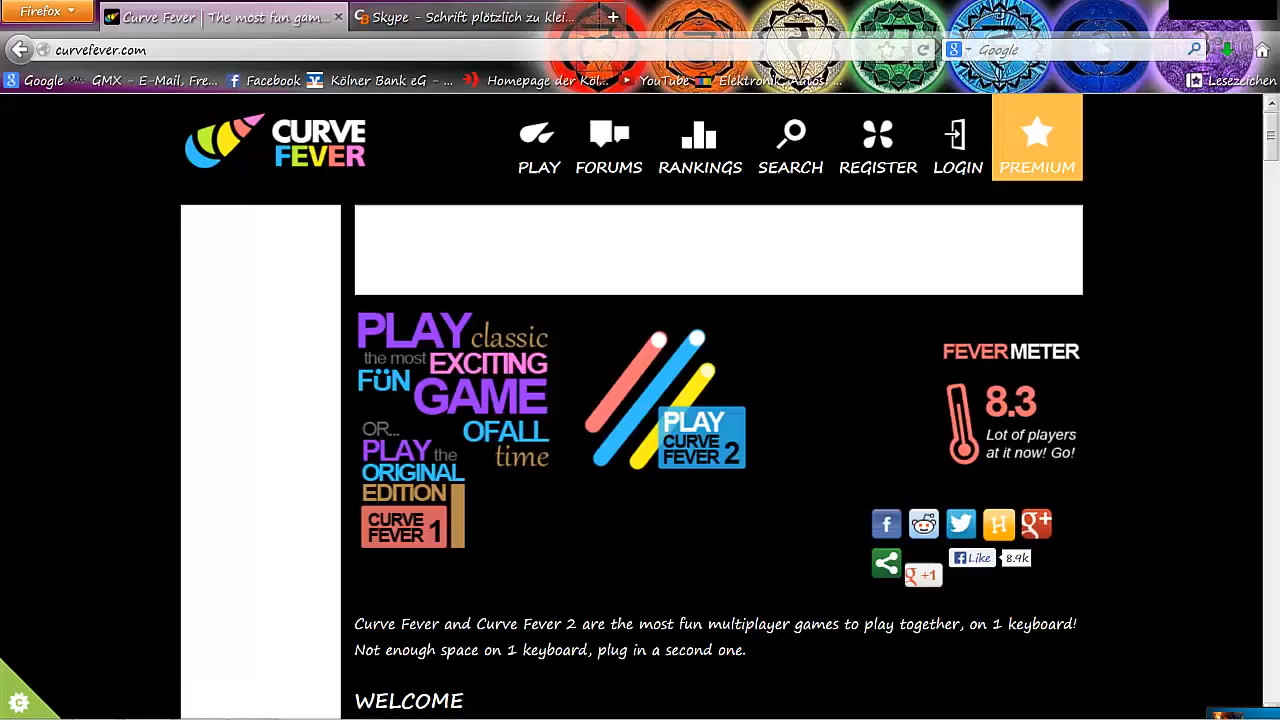 Firefox
Curve Fever | The most fun gam...
Skype - Schrift plötzlich zu klei...
curvefever.com
Google
Google
GMX - E-Mail, Fre...
Facebook
Kölner Bank eG - ...
Homepage der Köl...
YouTube
Elektronik, Autos, ...
Lesezeichen
CURVE
FEVER
PLAY
FORUMS
RANKINGS
SEARCH
REGISTER
LOGIN
PREMIUM
PLAY classic
the most EXCITING
FÜN GAME
OR... OFALL
PLAY the time
ORIGINAL
EDITION
CURVE
FEVER 1
PLAY
CURVE
FEVER 2
FEVERMETER
8.3
Lot of players
at it now! Go!
Like
8.9k
+1
Curve Fever and Curve Fever 2 are the most fun multiplayer games to play together, on 1 keyboard!
Not enough space on 1 keyboard, plug in a second one.
WELCOME